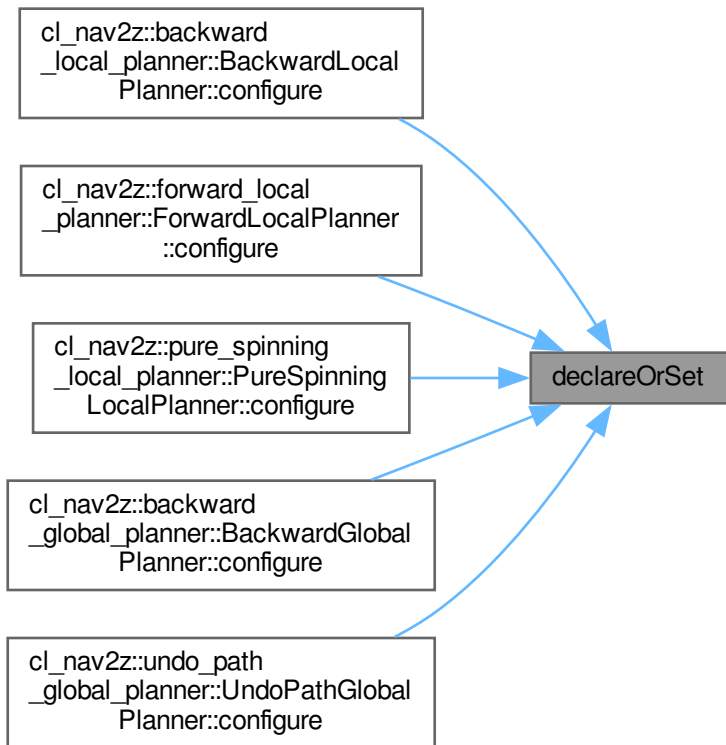 cl_nav2z::backward
_local_planner::BackwardLocal
Planner::configure
cl_nav2z::forward_local
_planner::ForwardLocalPlanner
::configure
cl_nav2z::pure_spinning
_local_planner::PureSpinning
LocalPlanner::configure
declareOrSet
cl_nav2z::backward
_global_planner::BackwardGlobal
Planner::configure
cl_nav2z::undo_path
_global_planner::UndoPathGlobal
Planner::configure